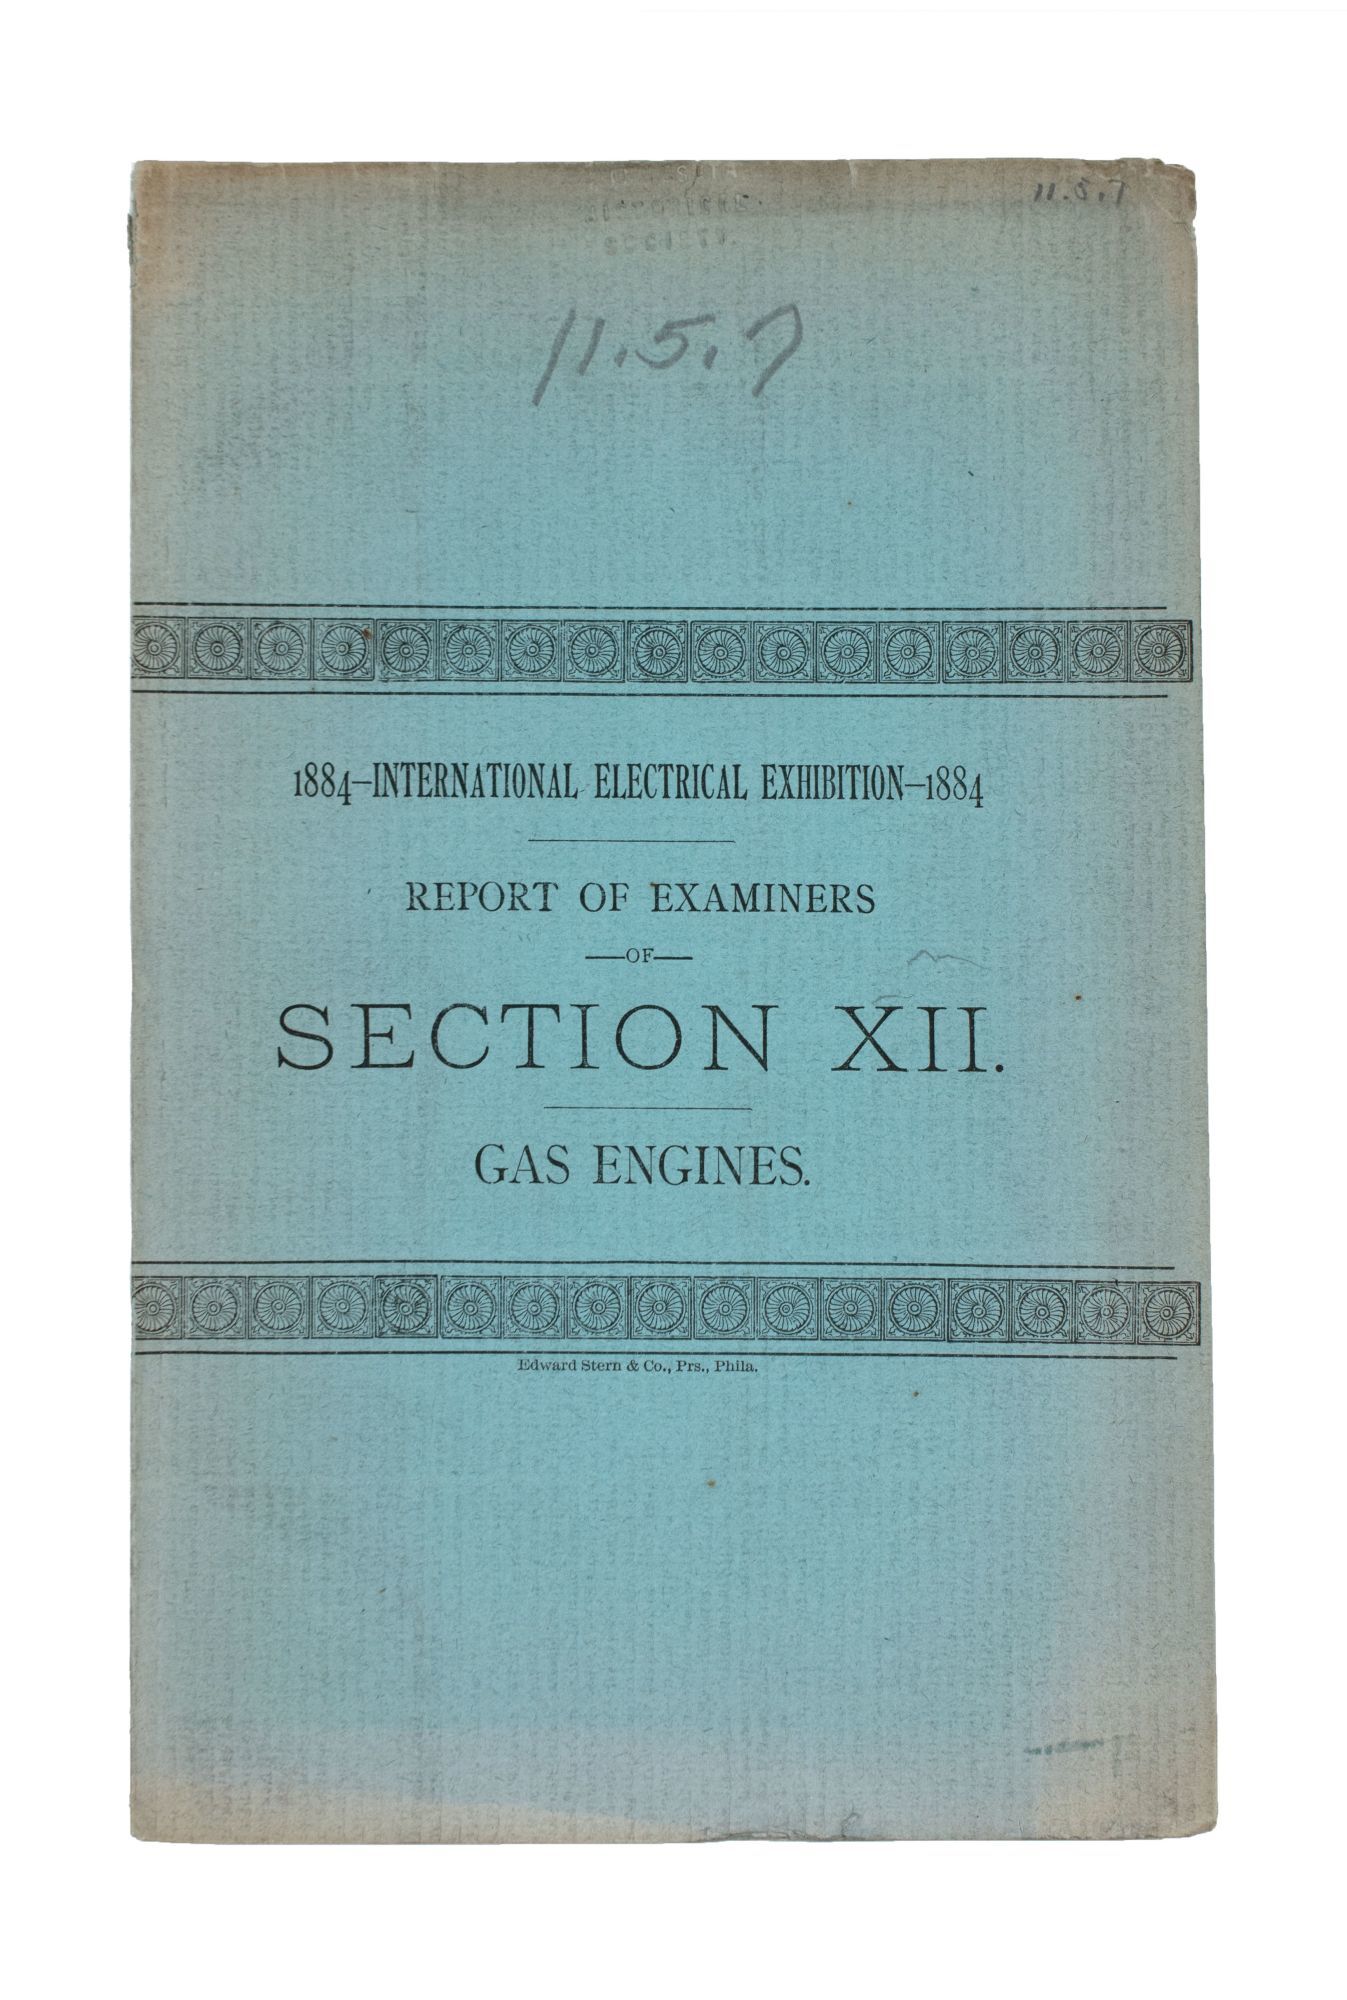 11.5.7
11.5.7
1884–INTERNATIONAL ELECTRICAL EXHIBITION–1884
REPORT OF EXAMINERS
—OF—
SECTION XII.
GAS ENGINES.
Edward Stern & Co., Prs., Phila.